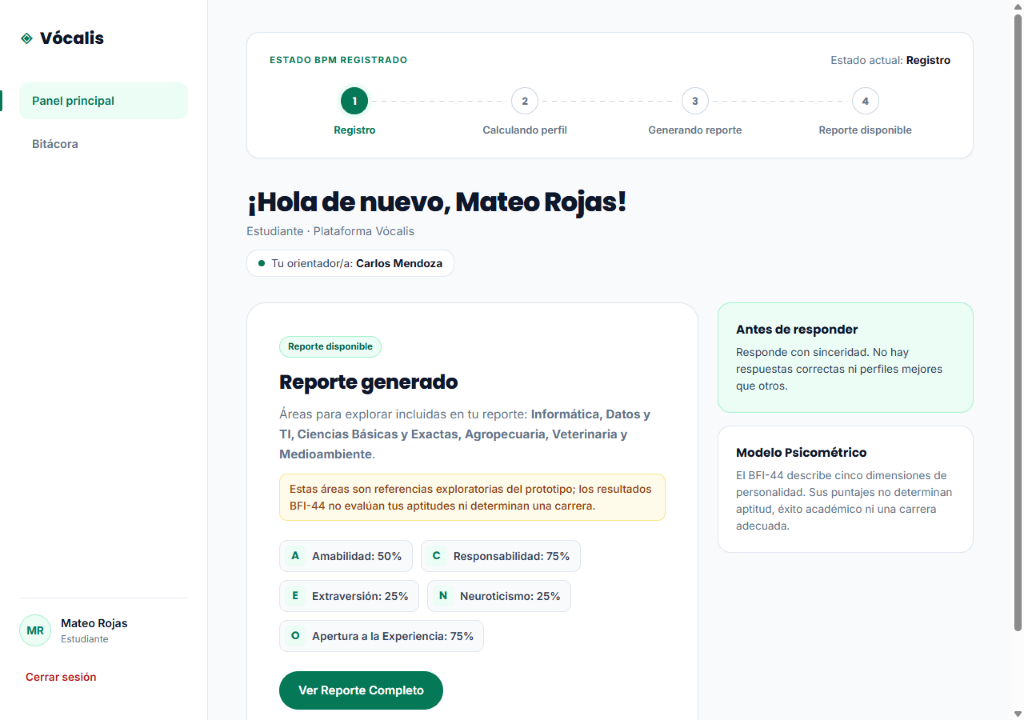 Vócalis
Panel principal
Bitácora
Mateo Rojas
MR
Estudiante
Cerrar sesión
ESTADO BPM REGISTRADO
Estado actual: Registro
1
2
3
4
Registro
Calculando perfil
Generando reporte
Reporte disponible
¡Hola de nuevo, Mateo Rojas!
Estudiante · Plataforma Vócalis
Tu orientador/a: Carlos Mendoza
Reporte disponible
Reporte generado
Áreas para explorar incluidas en tu reporte: Informática, Datos y
TI, Ciencias Básicas y Exactas, Agropecuaria, Veterinaria y
Medioambiente.
Estas áreas son referencias exploratorias del prototipo; los resultados
BFI-44 no evalúan tus aptitudes ni determinan una carrera.
A Amabilidad: 50%
C Responsabilidad: 75%
E Extraversión: 25%
N Neuroticismo: 25%
O Apertura a la Experiencia: 75%
Ver Reporte Completo
Antes de responder
Responde con sinceridad. No hay
respuestas correctas ni perfiles mejores
que otros.
Modelo Psicométrico
El BFI-44 describe cinco dimensiones de
personalidad. Sus puntajes no determinan
aptitud, éxito académico ni una carrera
adecuada.